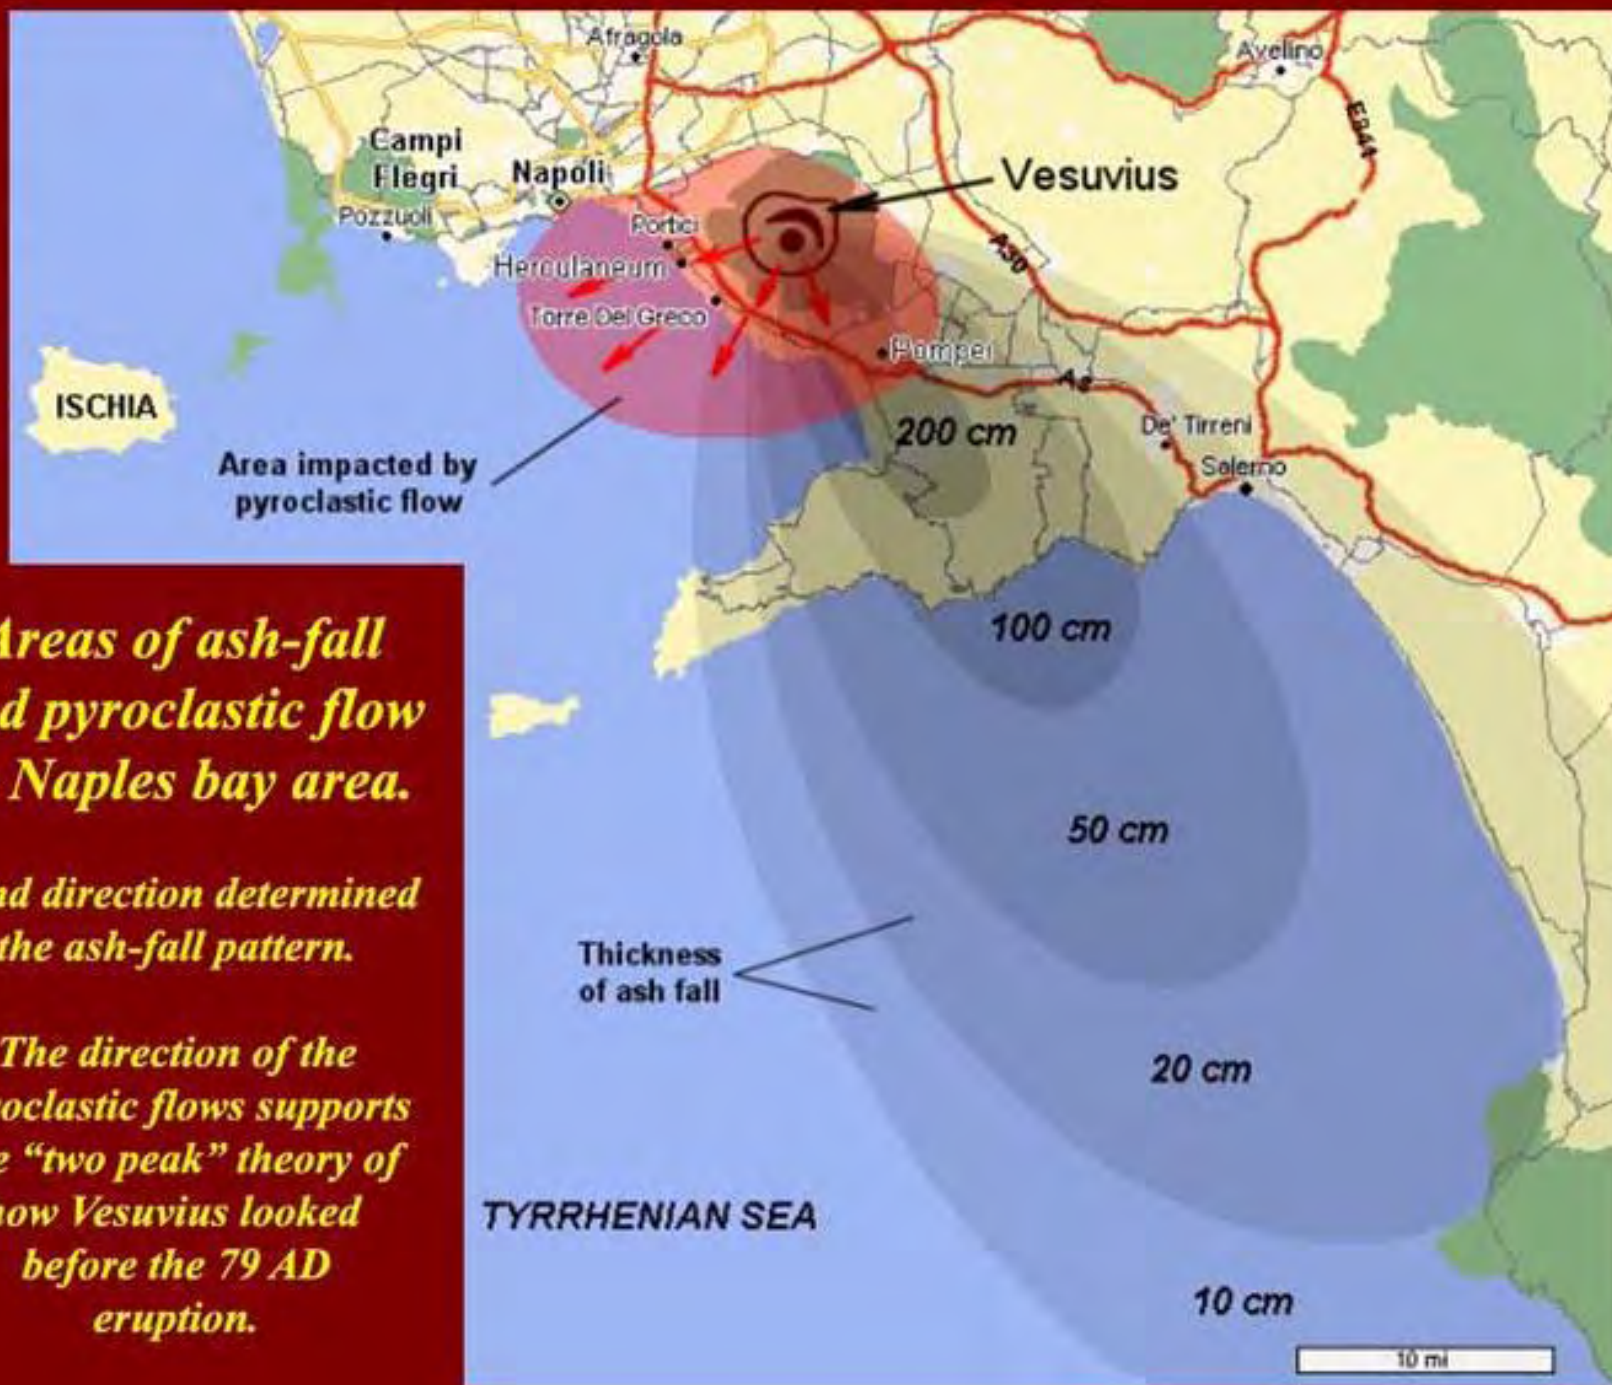 Afragola
Avelino
E841
Campi
Flegri
Napoli
Vesuvius
Pozzuoli
Portici
A30
Herculaneum
Torre Del Greco
Pompei
A3
ISCHIA
200 cm
De' Tirreni
Salerno
Area impacted by
pyroclastic flow
100 cm
Areas of ash-fall
d pyroclastic flow
Naples bay area.
50 cm
nd direction determined
the ash-fall pattern.
Thickness
of ash fall
The direction of the
oclastic flows supports
e “two peak” theory of
how Vesuvius looked
before the 79 AD
eruption.
20 cm
TYRRHENIAN SEA
10 cm
10 mi